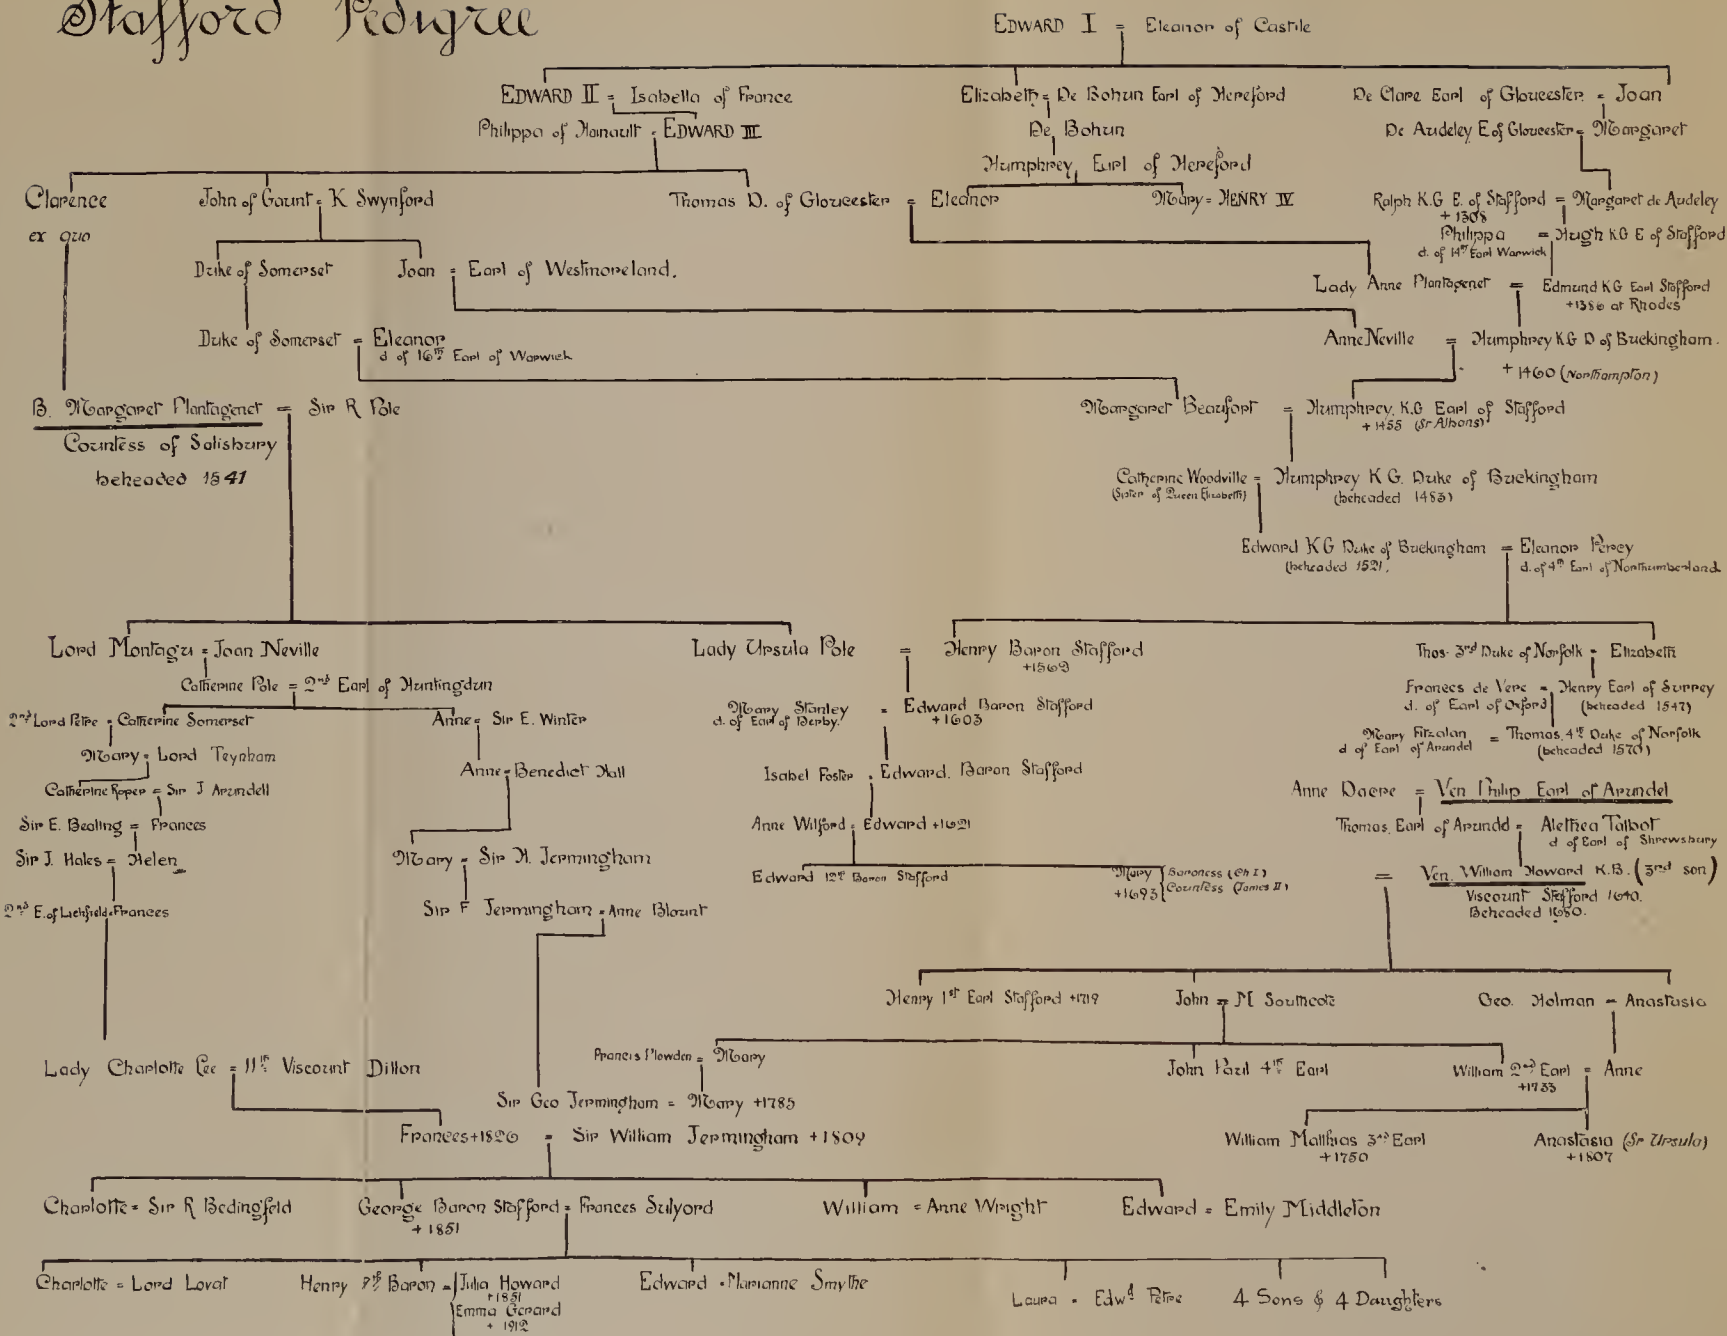 Stafford Pedigree
EDWARD I = Eleanor of Castile
EDWARD II = Isabella of France
Elizabeth = De Bohun Earl of Hereford
De Clare Earl of Gloucester = Joan
Philippa of Hainault = EDWARD III
De Bohun
De Audeley E of Gloucester = Margaret
Humphrey, Earl of Hereford
Clarence
John of Gaunt = K Swynford
Thomas D. of Gloucester = Eleanor
Mary = HENRY IV
Ralph K.G E. of Stafford = Margaret de Audeley
+ 1308
ex quo
Philippa = Hugh KG E of Stafford
d. of 14th Earl Warwick
Duke of Somerset
Joan = Earl of Westmoreland.
Lady Anne Plantagenet = Edmund KG Earl Stafford
+1386 at Rhodes
Duke of Somerset = Eleanor
d of 16th Earl of Warwick
Anne Neville = Humphrey KG D of Buckingham.
+ 1460 (Northampton)
B. Margaret Plantagenet = Sir R Pole
Countess of Salisbury
beheaded 1541
Margaret Beaufort = Humphrey, K.G Earl of Stafford
+ 1455 (St Albans)
Catherine Woodville = Humphrey K G. Duke of Buckingham
(Sister of Queen Elizabeth)
(beheaded 1483)
Edward KG Duke of Buckingham = Eleanor Percy
(beheaded 1521.
d. of 4th Earl of Northumberland
Lord Montagu = Joan Neville
Lady Ursula Pole = Henry Baron Stafford
+1563
Thos. 3rd Duke of Norfolk = Elizabeth
Catherine Pole = 2nd Earl of Huntingdun
Frances de Vere = Henry Earl of Surrey
d. of Earl of Oxford
(beheaded 1547)
2nd Lord Petre = Catherine Somerset
Anne = Sir E. Winter
Mary Stanley = Edward Baron Stafford
d. of Earl of Derby.
+1603
Mary Fitzalan = Thomas, 4th Duke of Norfolk
d of Earl of Arundel
(beheaded 1570)
Mary = Lord Teynham
Anne = Benedict Hall
Isabel Foster = Edward. Baron Stafford
Catherine Roper = Sir J Arundell
Anne Dacre = Ven Philip Earl of Arundel
Sir E. Bealing = Frances
Anne Wilford = Edward +1621
Thomas, Earl of Arundel = Alethea Talbot
d of Earl of Shrewsbury
Sir J. Hales = Helen
Mary = Sir H. Jermingham
Edward 12th Baron Stafford
Mary Baroness (Ch I)
+1693 Countess (James II)
= Ven. William Howard K.B. (3rd son)
Viscount Stafford 1640.
Beheaded 1680.
2nd E. of Lichfield = Frances
Sir F Jermingham = Anne Blount
Henry 1st Earl Stafford +1719
John = M Southcote
Geo. Holman = Anastasia
Lady Charlotte Lee = 11th Viscount Dillon
Francis Plowden = Mary
John Paul 4th Earl
William 2nd Earl = Anne
+1733
Sir Geo Jermingham = Mary +1785
Frances +1826 = Sir William Jermingham +1809
William Matthias 3rd Earl
+1750
Anastasia (Sr Ursula)
+1807
Charlotte = Sir R Bedingfeld
George Baron Stafford = Frances Sulyord
+ 1851
William = Anne Wright
Edward = Emily Middleton
Charlotte = Lord Lovat
Henry Baron = Julia Howard
+1851
Emma Gerard
+ 1912
Edward = Marianne Smythe
Laura = Edwd Petre
4 Sons & 4 Daughters